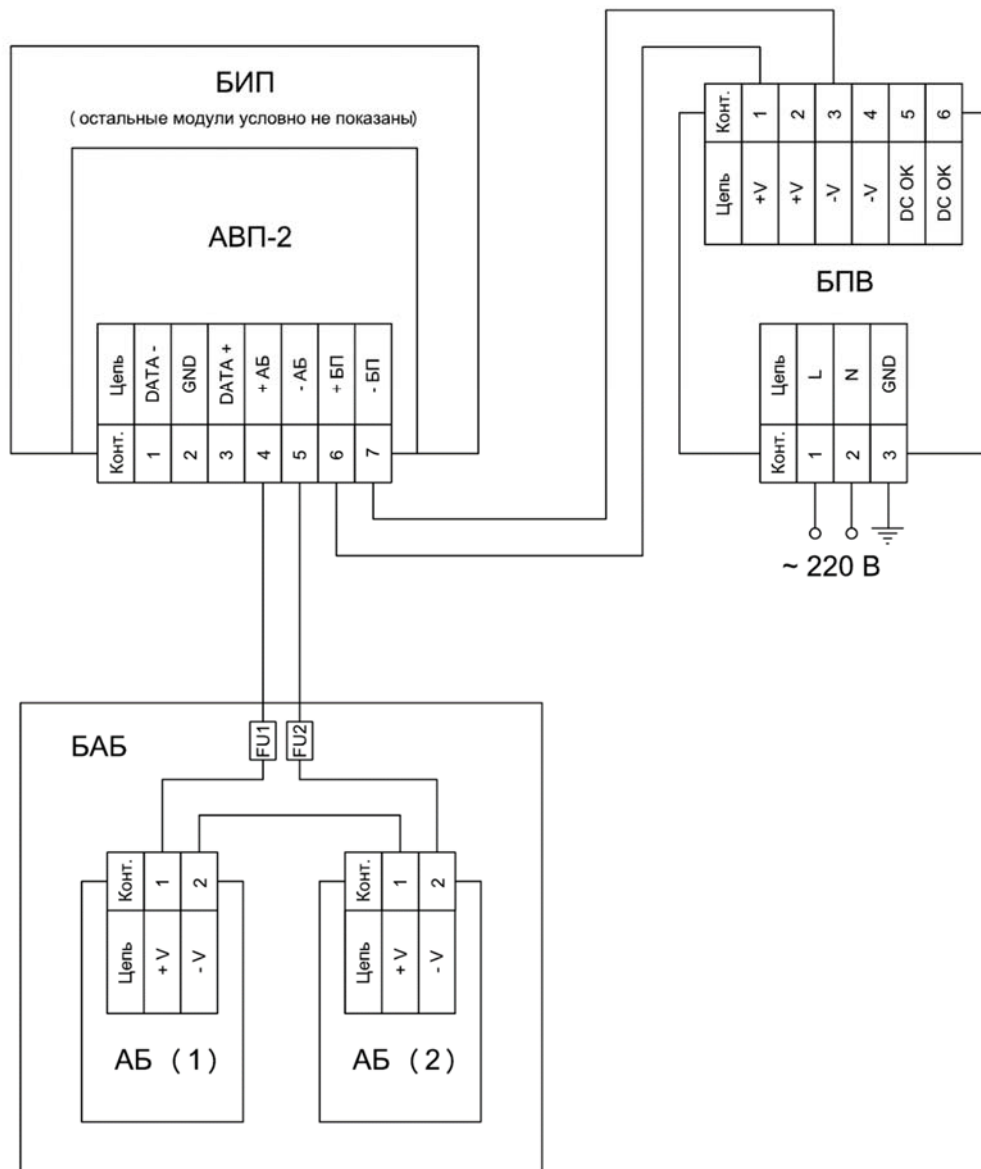 БИП
( остальные модули условно не показаны)
АВП-2
Цепь DATA - GND DATA + + АБ - АБ + БП - БП
Конт. 1 2 3 4 5 6 7
Конт. 1 2 3 4 5 6
Цепь +V +V -V -V DC OK DC OK
БПВ
Цепь L N GND
Конт. 1 2 3
~ 220 В
БАБ
FU1 FU2
Конт. 1 2
Цепь + V - V
АБ ( 1 )
Конт. 1 2
Цепь + V - V
АБ ( 2 )